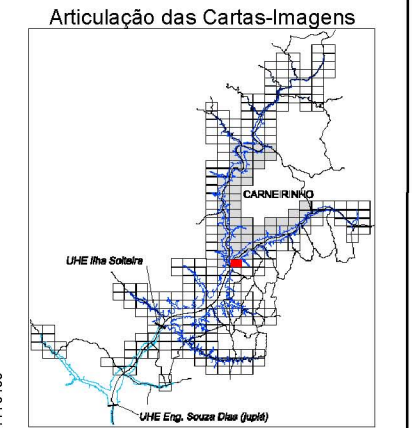 Articulação das Cartas-Imagens
CARNEIRINHO
UHE Ilha Solteira
UHE Eng. Souza Dias (jupiá)